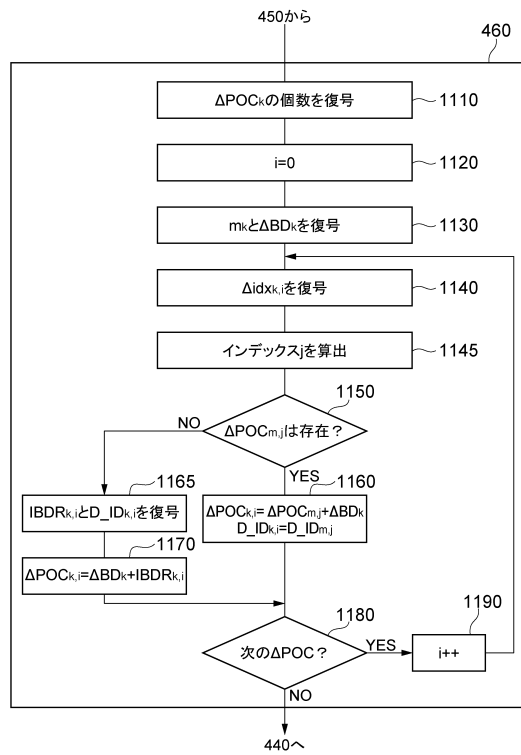 450から
460
ΔPOCkの個数を復号
1110
i=0
1120
mkとΔBDkを復号
1130
Δidxk,iを復号
1140
インデックスjを算出
1145
1150
ΔPOCm,jは存在？
NO
YES
1165
IBDRk,iとD_IDk,iを復号
1160
ΔPOCk,i= ΔPOCm,j+ΔBDk
D_IDk,i=D_IDm,j
1170
ΔPOCk,i=ΔBDk+IBDRk,i
1180
次のΔPOC？
YES
1190
i++
NO
440へ